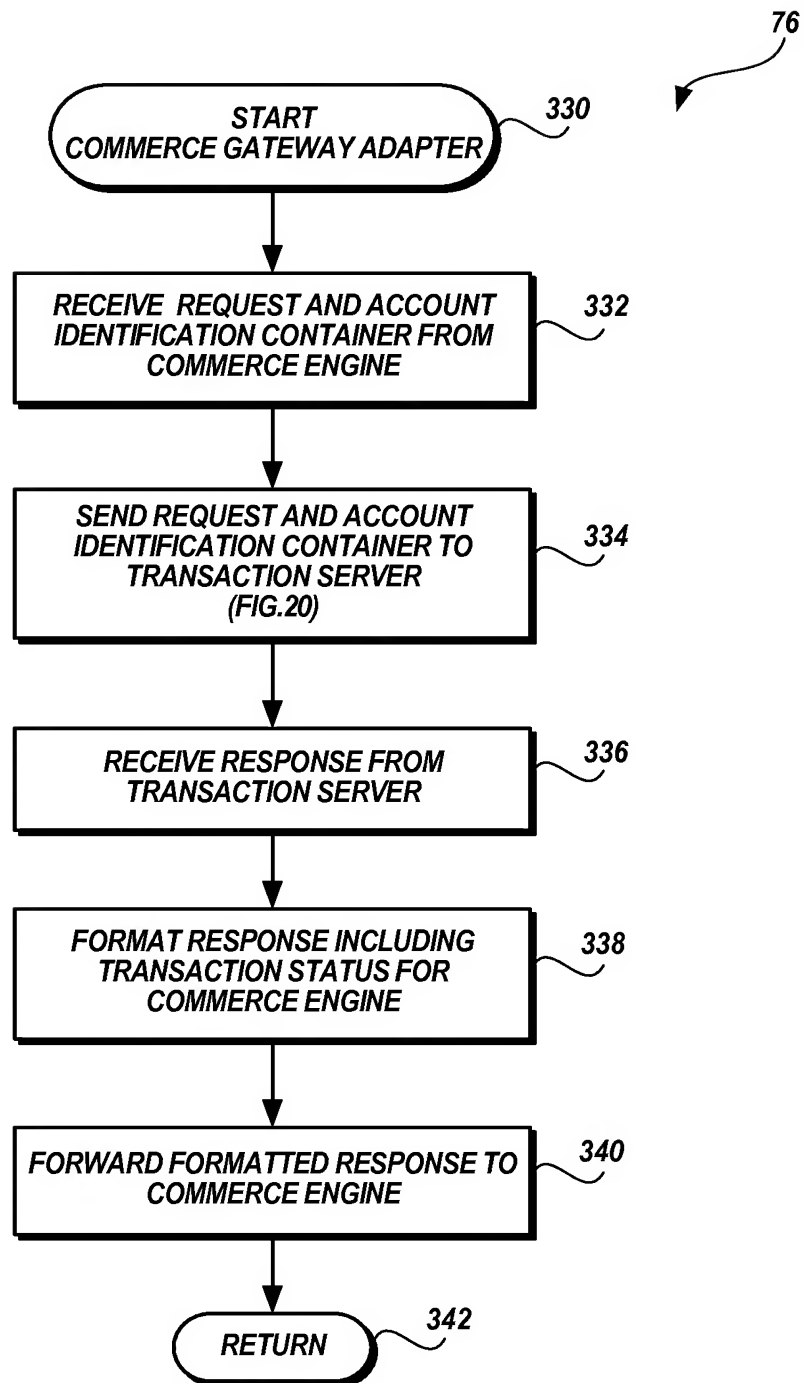 76
START
COMMERCE GATEWAY ADAPTER
330
RECEIVE REQUEST AND ACCOUNT
IDENTIFICATION CONTAINER FROM
COMMERCE ENGINE
332
SEND REQUEST AND ACCOUNT
IDENTIFICATION CONTAINER TO
TRANSACTION SERVER
(FIG.20)
334
RECEIVE RESPONSE FROM
TRANSACTION SERVER
336
FORMAT RESPONSE INCLUDING
TRANSACTION STATUS FOR
COMMERCE ENGINE
338
FORWARD FORMATTED RESPONSE TO
COMMERCE ENGINE
340
RETURN
342